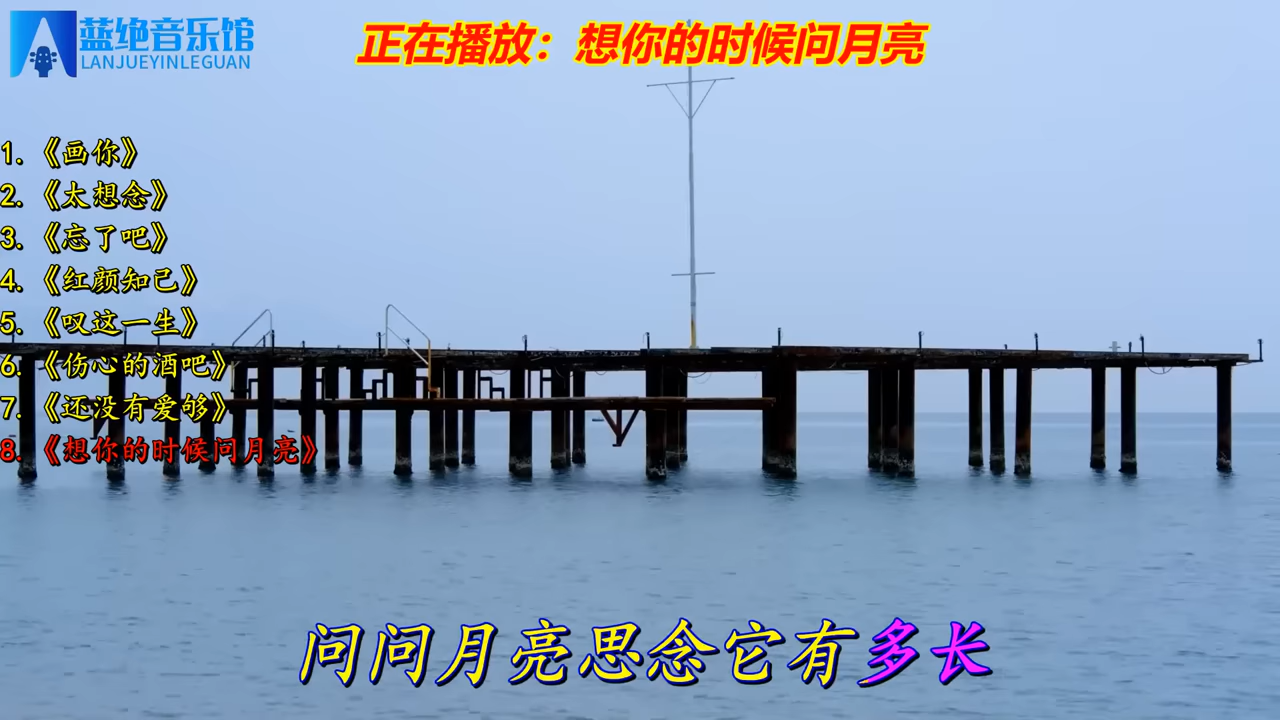 蓝绝音乐馆
LANJUEYINLEGUAN
正在播放：想你的时候问月亮
1.《画你》
2.《太想念》
3.《忘了吧》
4.《红颜知己》
5.《叹这一生》
6.《伤心的酒吧》
7.《还没有爱够》
8.《想你的时候问月亮》
问问月亮思念它有多长